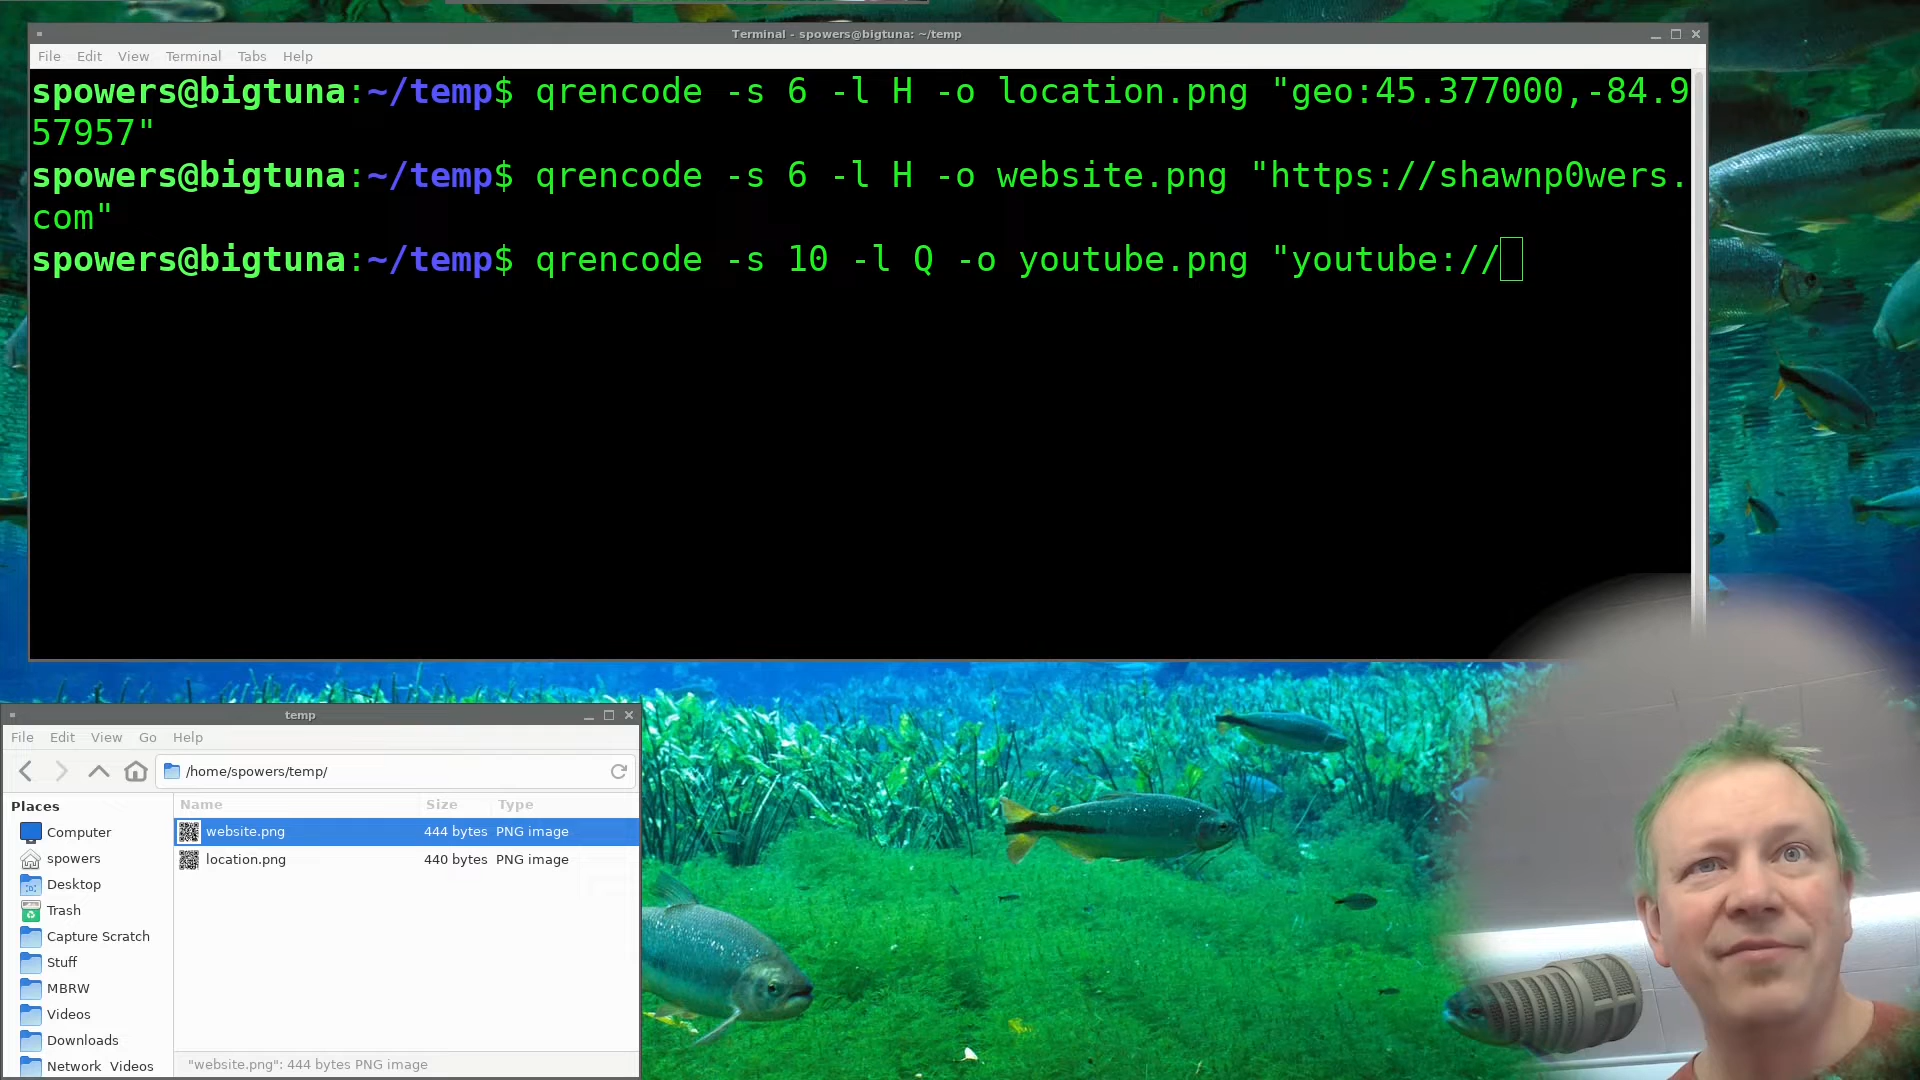 Terminal - spowers@bigtuna: ~/temp
File Edit View Terminal Tabs Help
spowers@bigtuna:~/temp$ qrencode -s 6 -l H -o location.png "geo:45.377000,-84.9
57957"
spowers@bigtuna:~/temp$ qrencode -s 6 -l H -o website.png "https://shawnp0wers.
com"
spowers@bigtuna:~/temp$ qrencode -s 10 -l Q -o youtube.png "youtube://
temp
File Edit View Go Help
/home/spowers/temp/
Places
Computer
spowers
Desktop
Trash
Capture Scratch
Stuff
MBRW
Videos
Downloads
Network Videos
Name Size Type
website.png 444 bytes PNG image
location.png 440 bytes PNG image
"website.png": 444 bytes PNG image